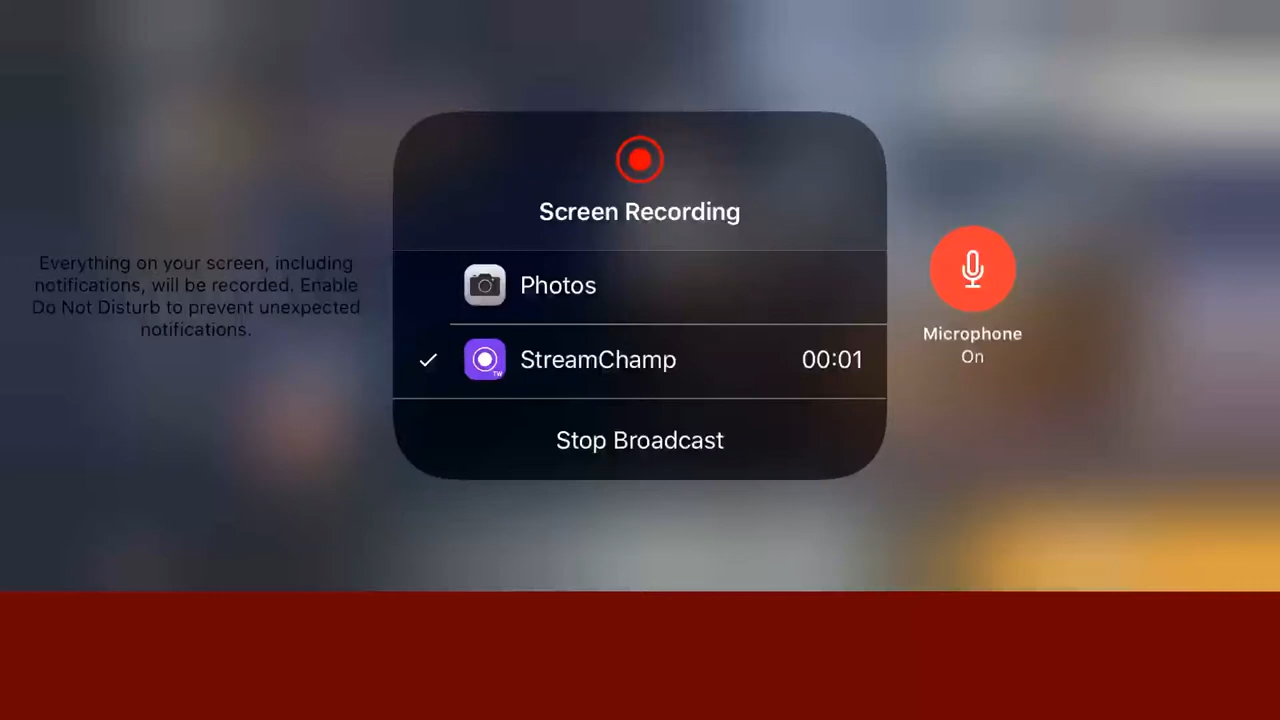 Screen Recording
Everything on your screen, including
notifications, will be recorded. Enable
Do Not Disturb to prevent unexpected
notifications.
Photos
StreamChamp 00:01
TW
Stop Broadcast
Microphone
On